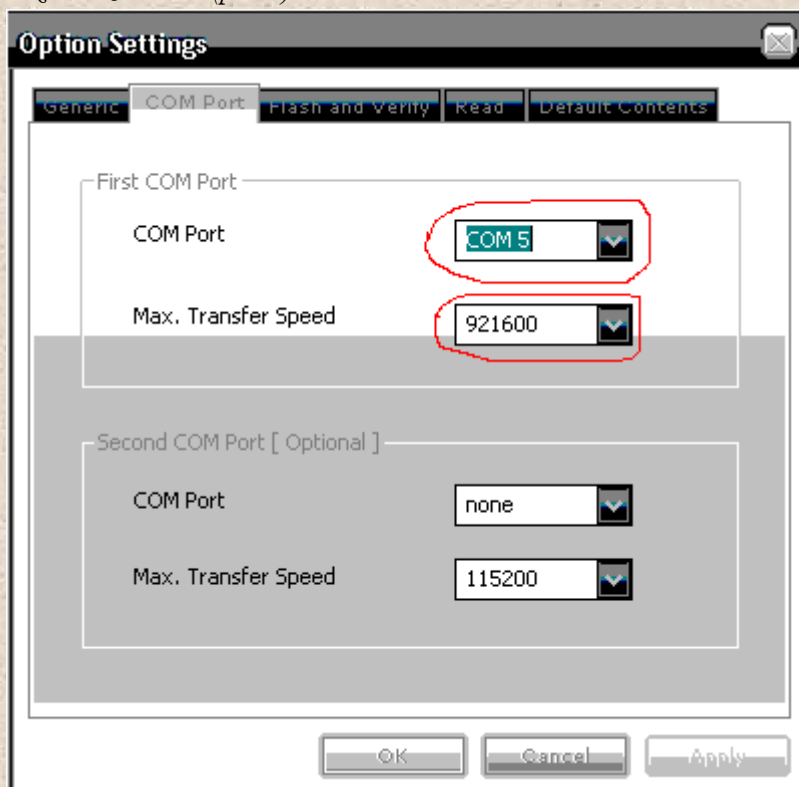 Option Settings
Generic COM Port Flash and Verify Read Default Contents
First COM Port
COM Port COM 5
Max. Transfer Speed 921600
Second COM Port [ Optional ]
COM Port none
Max. Transfer Speed 115200
OK Cancel Apply